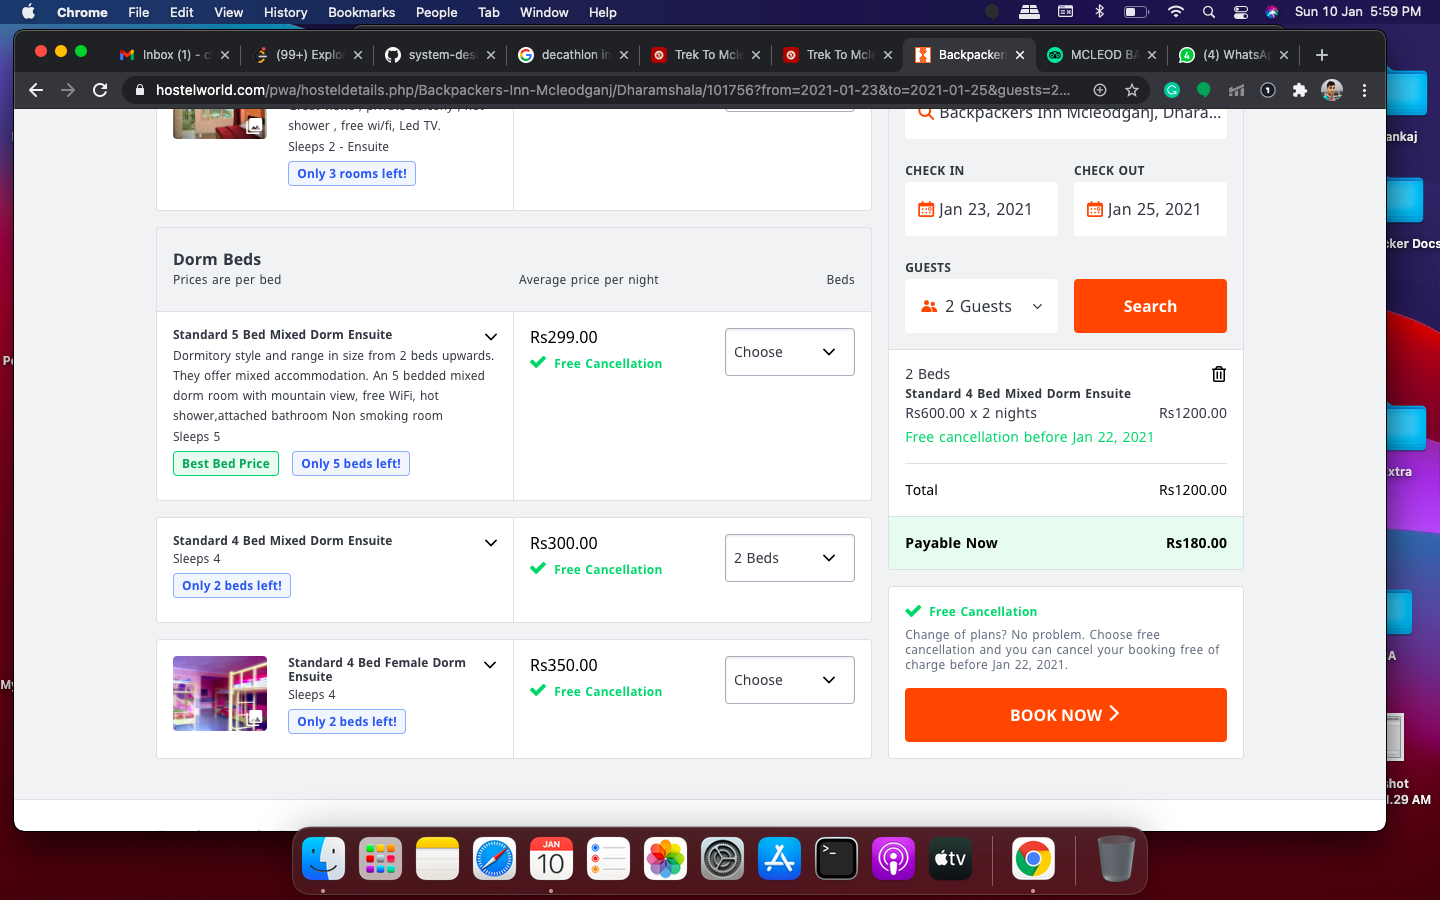 Chrome File Edit View History Bookmarks People Tab Window Help
Sun 10 Jan 5:59 PM
Inbox (1) - c
(99+) Explo
system-desi
decathlon in
Trek To Mcle
Trek To Mcle
Backpacker
MCLEOD BA
(4) WhatsAp
hostelworld.com/pwa/hosteldetails.php/Backpackers-Inn-Mcleodganj/Dharamshala/101756?from=2021-01-23&to=2021-01-25&guests=2...
shower , free wi/fi, Led TV.
Sleeps 2 - Ensuite
Only 3 rooms left!
Dorm Beds
Prices are per bed
Average price per night
Beds
Standard 5 Bed Mixed Dorm Ensuite
Dormitory style and range in size from 2 beds upwards.
They offer mixed accommodation. An 5 bedded mixed
dorm room with mountain view, free WiFi, hot
shower,attached bathroom Non smoking room
Sleeps 5
Best Bed Price
Only 5 beds left!
Rs299.00
Free Cancellation
Choose
Standard 4 Bed Mixed Dorm Ensuite
Sleeps 4
Only 2 beds left!
Rs300.00
Free Cancellation
2 Beds
Standard 4 Bed Female Dorm
Ensuite
Sleeps 4
Only 2 beds left!
Rs350.00
Free Cancellation
Choose
Backpackers Inn Mcleodganj, Dhara...
CHECK IN
CHECK OUT
Jan 23, 2021
Jan 25, 2021
GUESTS
2 Guests
Search
2 Beds
Standard 4 Bed Mixed Dorm Ensuite
Rs600.00 x 2 nights
Rs1200.00
Free cancellation before Jan 22, 2021
Total
Rs1200.00
Payable Now
Rs180.00
Free Cancellation
Change of plans? No problem. Choose free
cancellation and you can cancel your booking free of
charge before Jan 22, 2021.
BOOK NOW
ankaj
cker Docs
xtra
A
hot
.29 AM
My
JAN
10
tv